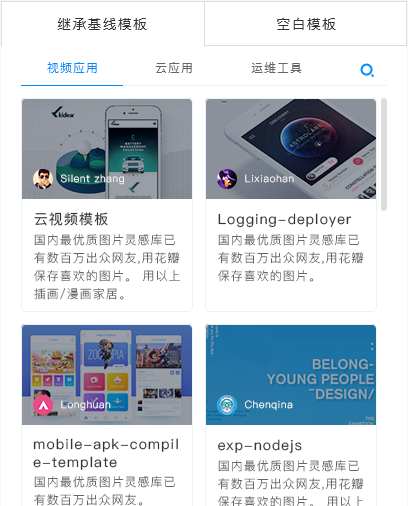 继承基线模板
空白模板
视频应用
云应用
运维工具
kidear
BATTERY
MANAGEMENT
EVERYWHERE
Silent zhang
云视频模板
国内最优质图片灵感库已
有数百万出众网友,用花瓣
保存喜欢的图片。 用以上
插画/漫画家居。
ASTROLABE
Lixiaohan
Logging-deployer
国内最优质图片灵感库已
有数百万出众网友,用花瓣
保存喜欢的图片。
ZOOTOPIA
Longhuan
mobile-apk-compil
e-template
国内最优质图片灵感库已
有数百万出众网友。
BELONG-
YOUNG PEOPLE
DESIGN/
THE
Chenqina
exp-nodejs
国内最优质图片灵感库已
有数百万出众网友,用花瓣
保存喜欢的图片。 用以上